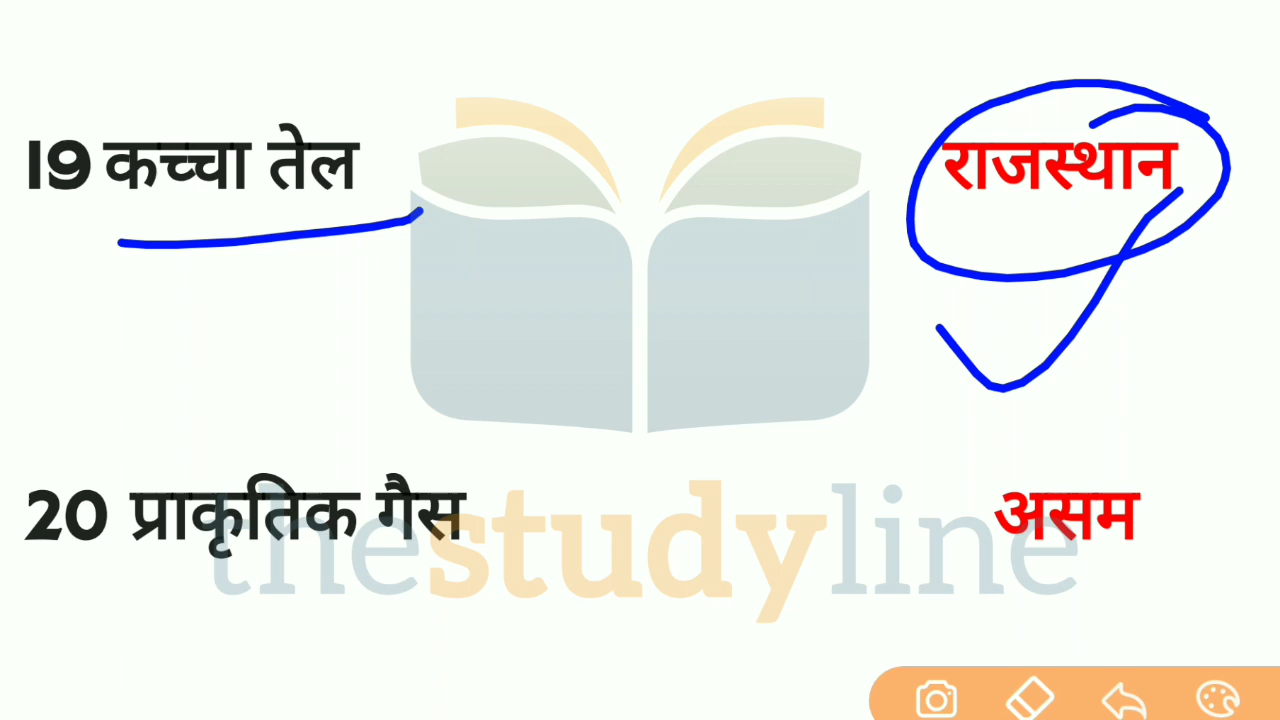 19 कच्चा तेल राजस्थान
20 प्राकृतिक गैस असम
thestudyline